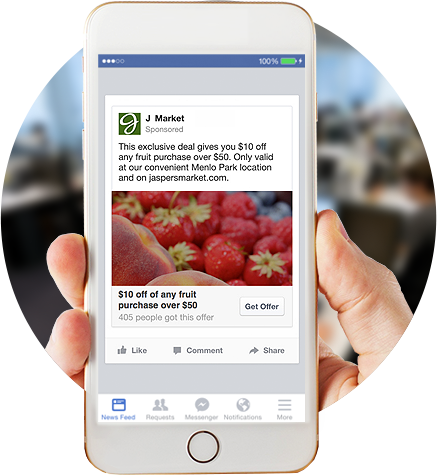 100%
J Market
Sponsored
This exclusive deal gives you $10 off
any fruit purchase over $50. Only valid
at our convenient Menlo Park location
and on jaspersmarket.com.
$10 off of any fruit
purchase over $50
405 people got this offer
Get Offer
Like Comment Share
News Feed Requests Messenger Notifications More